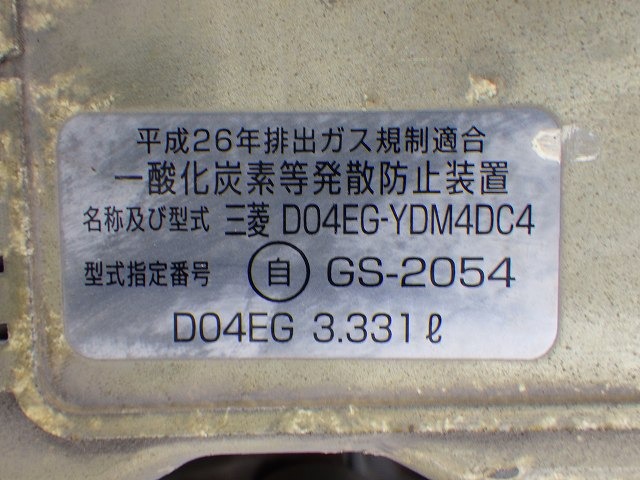 平成26年排出ガス規制適合
一酸化炭素等発散防止装置
名称及び型式 三菱 D04EG-YDM4DC4
型式指定番号 自 GS-2054
D04EG 3.331ℓ